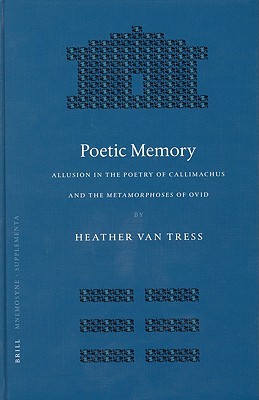 Poetic Memory
ALLUSION IN THE POETRY OF CALLIMACHUS
AND THE METAMORPHOSES OF OVID
BY
HEATHER VAN TRESS
BRILL MNEMOSYNE · SUPPLEMENTA